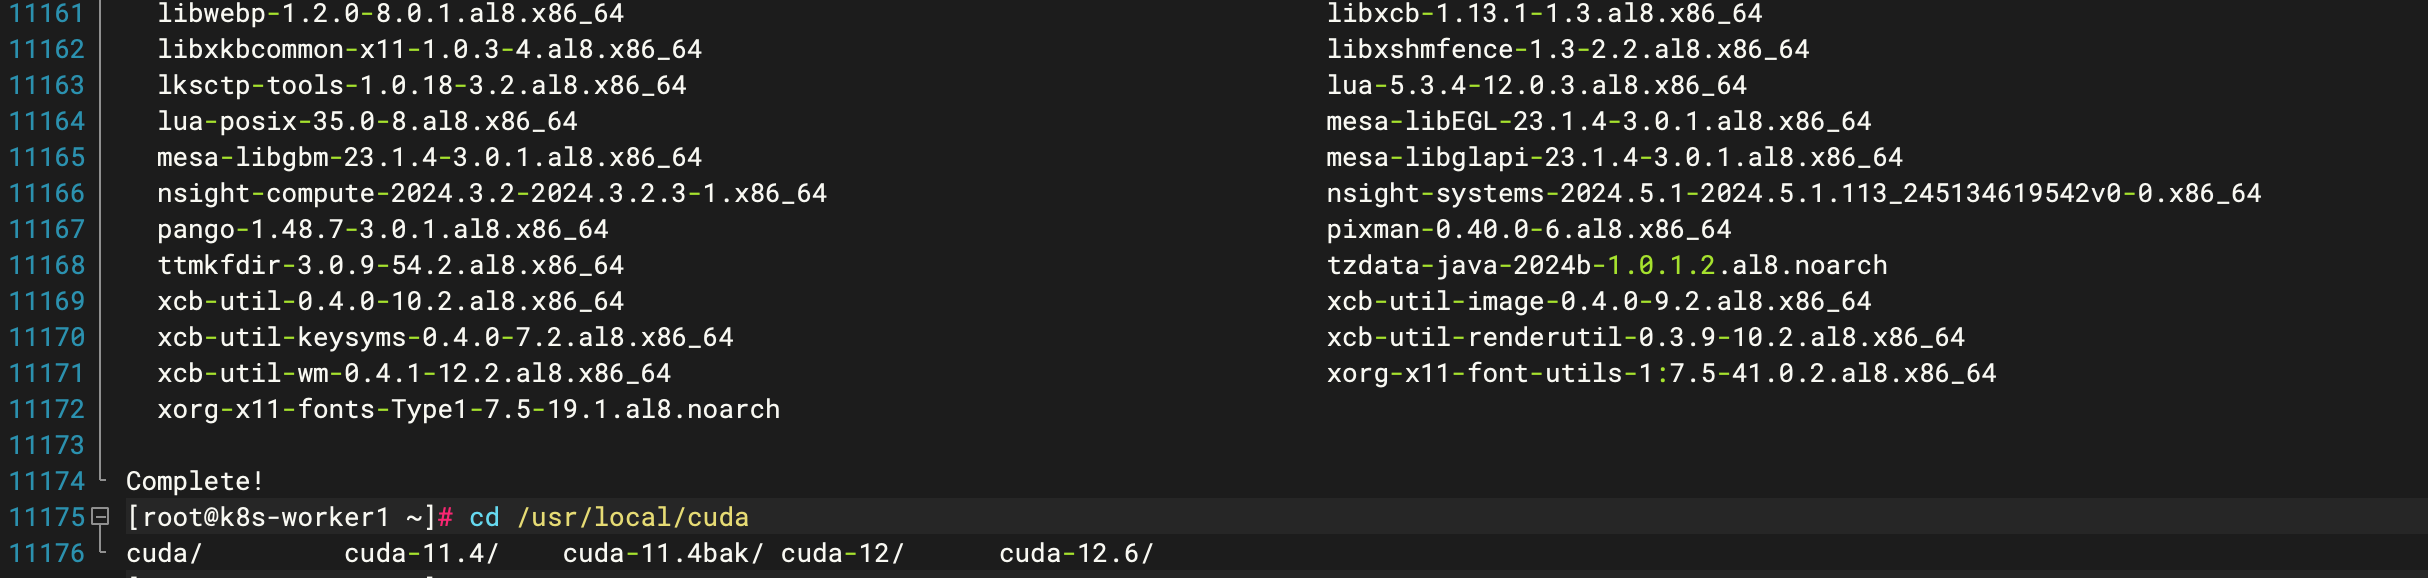 11161 libwebp-1.2.0-8.0.1.al8.x86_64 libxcb-1.13.1-1.3.al8.x86_64
11162 libxkbcommon-x11-1.0.3-4.al8.x86_64 libxshmfence-1.3-2.2.al8.x86_64
11163 lksctp-tools-1.0.18-3.2.al8.x86_64 lua-5.3.4-12.0.3.al8.x86_64
11164 lua-posix-35.0-8.al8.x86_64 mesa-libEGL-23.1.4-3.0.1.al8.x86_64
11165 mesa-libgbm-23.1.4-3.0.1.al8.x86_64 mesa-libglapi-23.1.4-3.0.1.al8.x86_64
11166 nsight-compute-2024.3.2-2024.3.2.3-1.x86_64 nsight-systems-2024.5.1-2024.5.1.113_245134619542v0-0.x86_64
11167 pango-1.48.7-3.0.1.al8.x86_64 pixman-0.40.0-6.al8.x86_64
11168 ttmkfdir-3.0.9-54.2.al8.x86_64 tzdata-java-2024b-1.0.1.2.al8.noarch
11169 xcb-util-0.4.0-10.2.al8.x86_64 xcb-util-image-0.4.0-9.2.al8.x86_64
11170 xcb-util-keysyms-0.4.0-7.2.al8.x86_64 xcb-util-renderutil-0.3.9-10.2.al8.x86_64
11171 xcb-util-wm-0.4.1-12.2.al8.x86_64 xorg-x11-font-utils-1:7.5-41.0.2.al8.x86_64
11172 xorg-x11-fonts-Type1-7.5-19.1.al8.noarch
11173
11174 Complete!
11175 [root@k8s-worker1 ~]# cd /usr/local/cuda
11176 cuda/ cuda-11.4/ cuda-11.4bak/ cuda-12/ cuda-12.6/